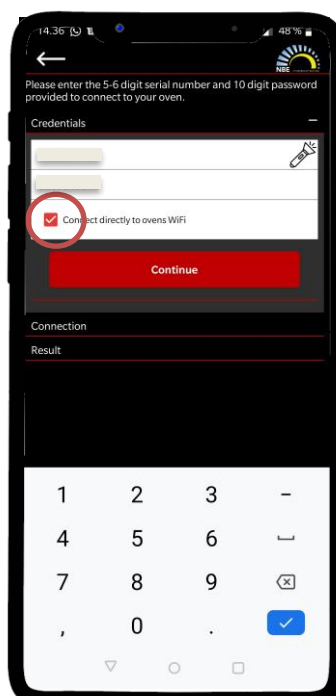 14.36
48 %
NBE
Please enter the 5-6 digit serial number and 10 digit password
provided to connect to your oven.
Credentials
Connect directly to ovens WiFi
Continue
Connection
Result
1 2 3 -
4 5 6
7 8 9
, 0 .